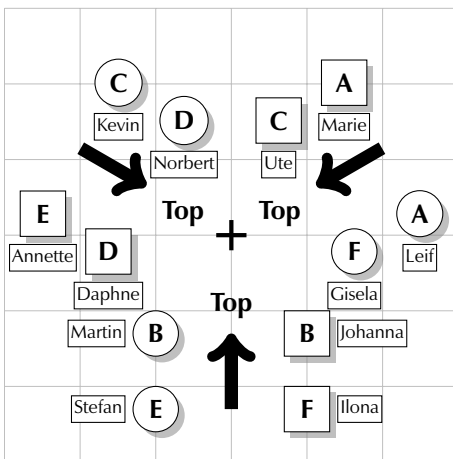 C
A
Kevin
D
C
Marie
Norbert
Ute
Top
Top
E
A
Annette
D
F
Leif
Daphne
Gisela
Top
Martin
B
B
Johanna
Stefan
E
F
Ilona